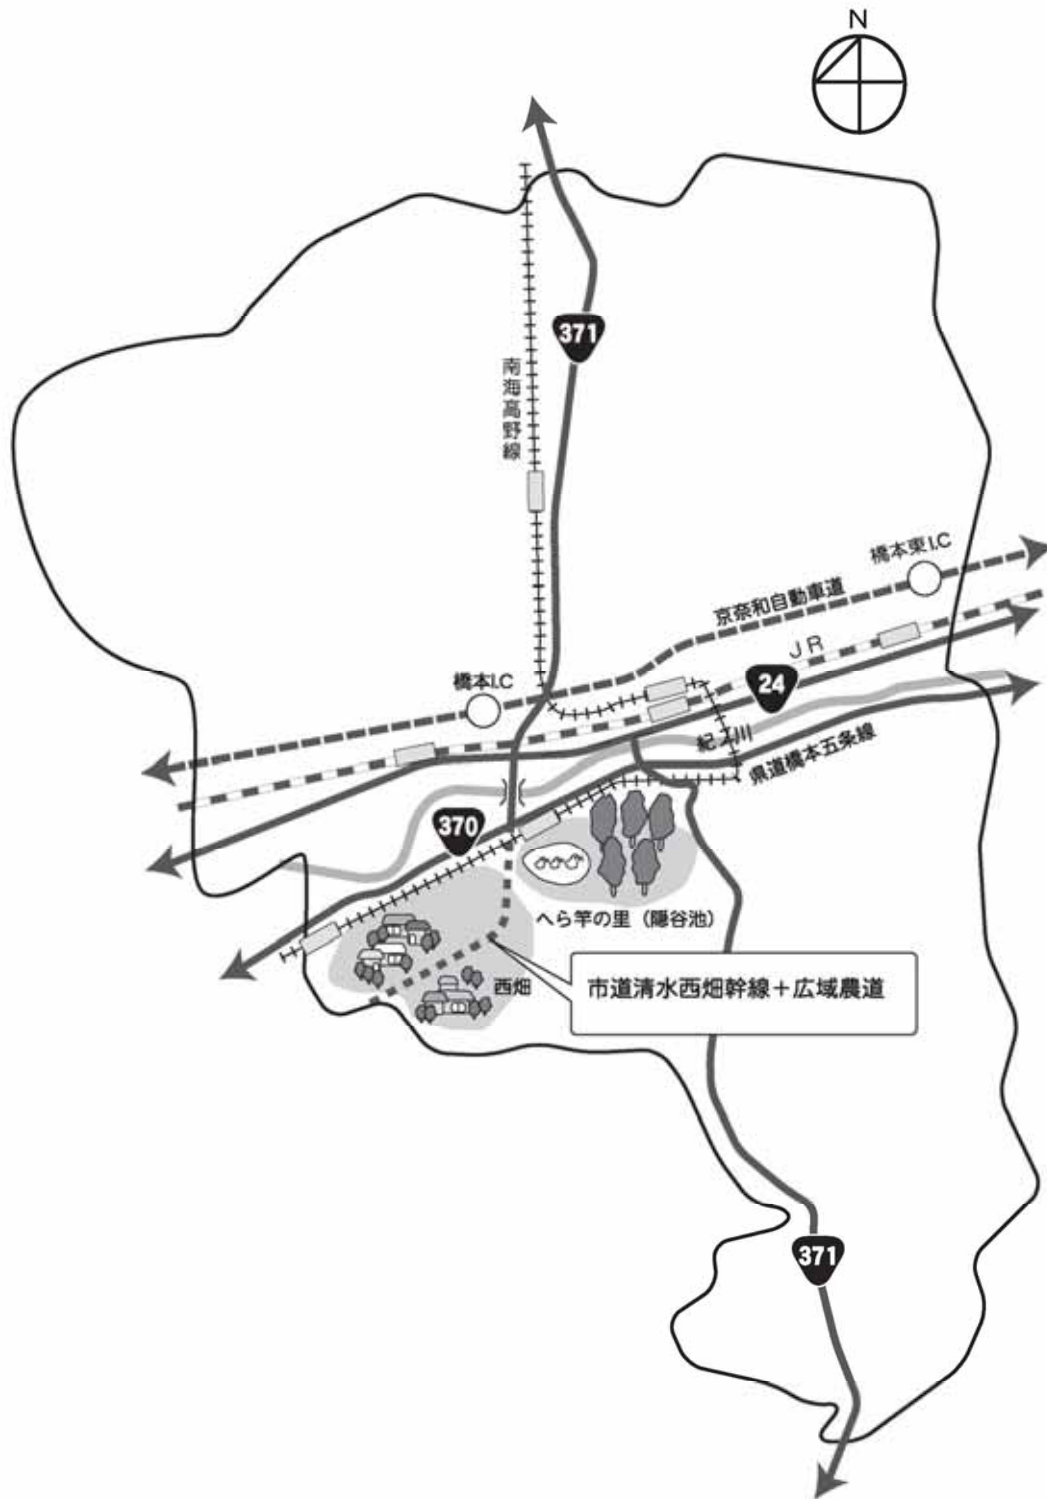 N
371
南海高野線
橋本東I.C
京奈和自動車道
JR
橋本I.C
24
紀ノ川
県道橋本五条線
370
へら竿の里（隠谷池）
西畑
市道清水西畑幹線＋広域農道
371